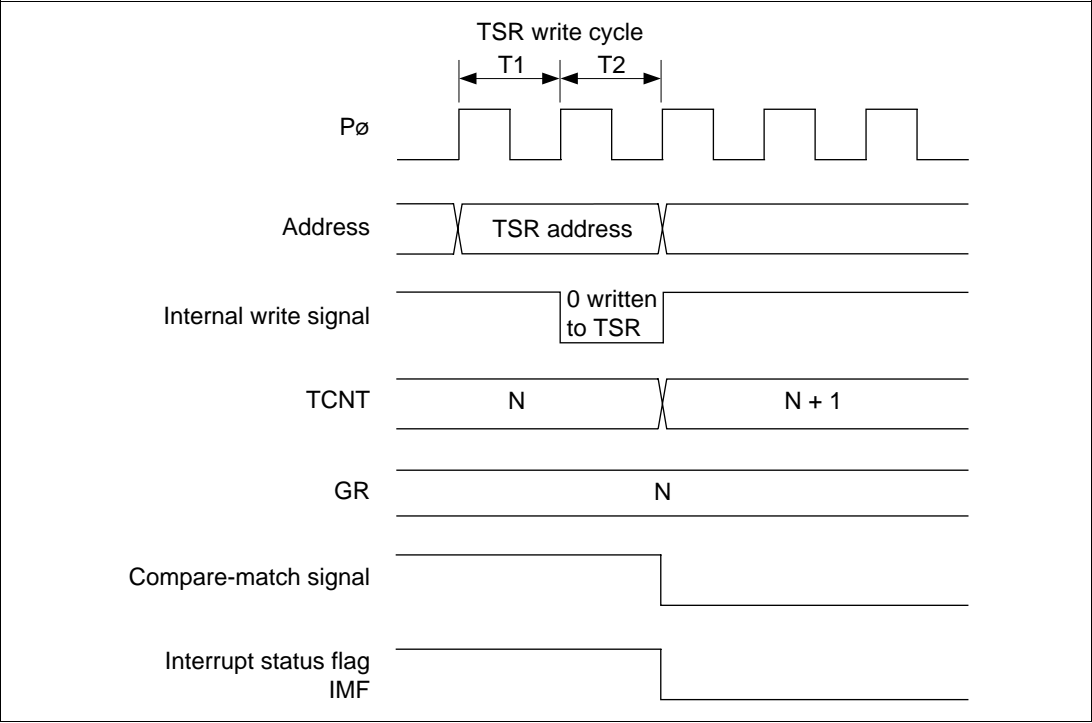 TSR write cycle
T1 T2
Pø
Address TSR address
Internal write signal 0 written
to TSR
TCNT N N + 1
GR N
Compare-match signal
Interrupt status flag
IMF